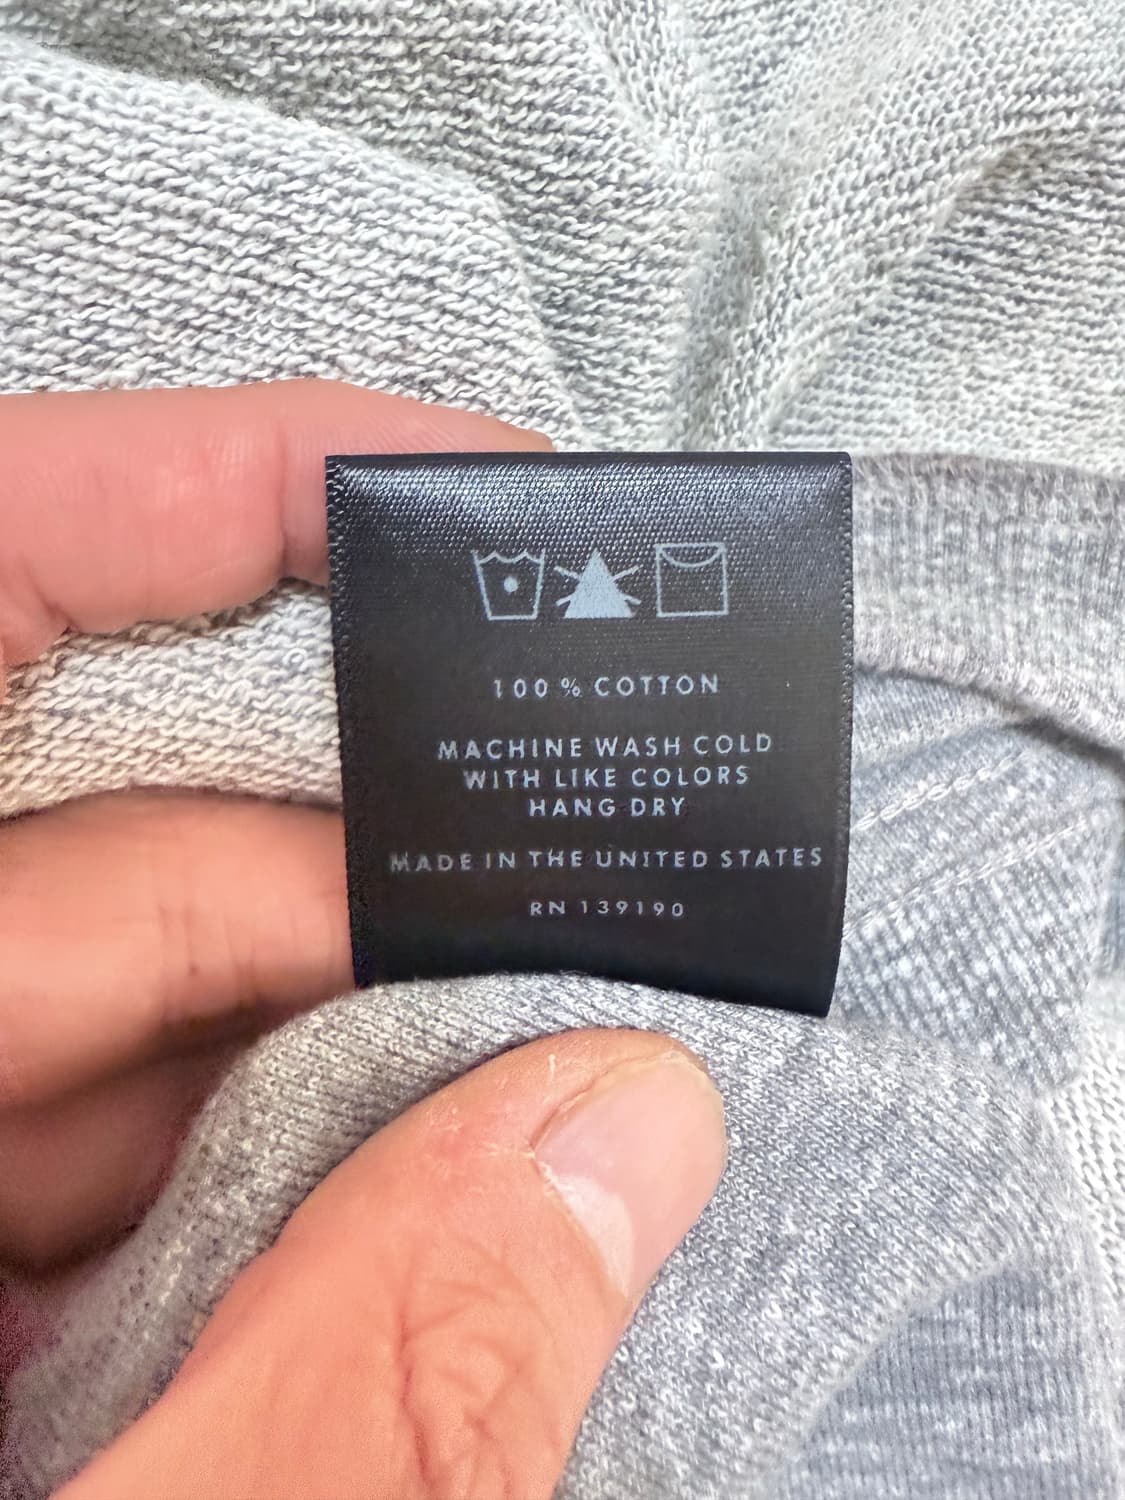 100% COTTON
MACHINE WASH COLD
WITH LIKE COLORS
HANG DRY
MADE IN THE UNITED STATES
RN 139190